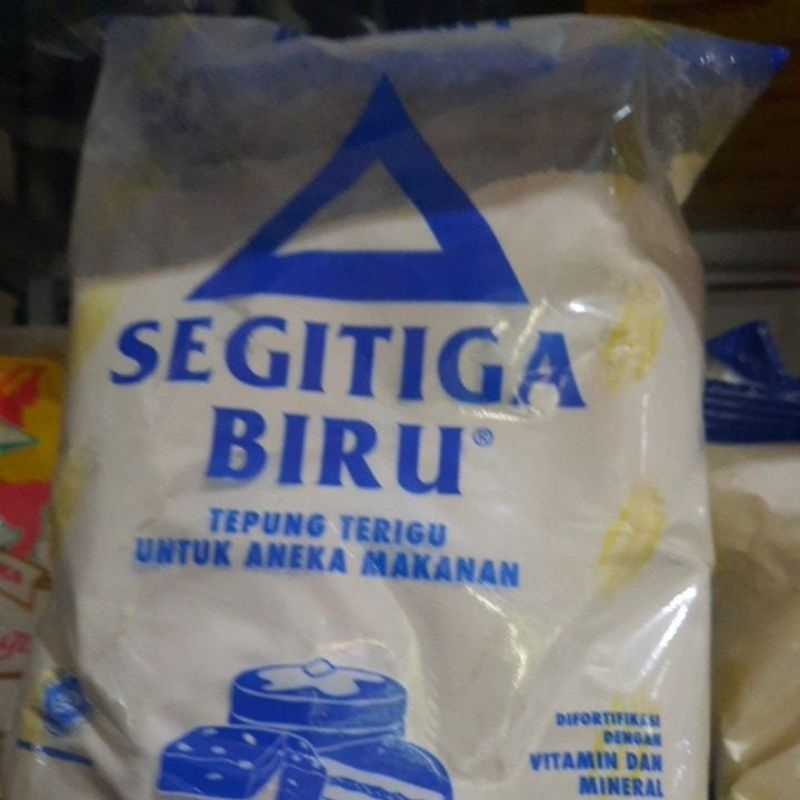 SEGITIGA
BIRU®
TEPUNG TERIGU
UNTUK ANEKA MAKANAN
DIFORTIFIKASI
DENGAN
VITAMIN DAN
MINERAL